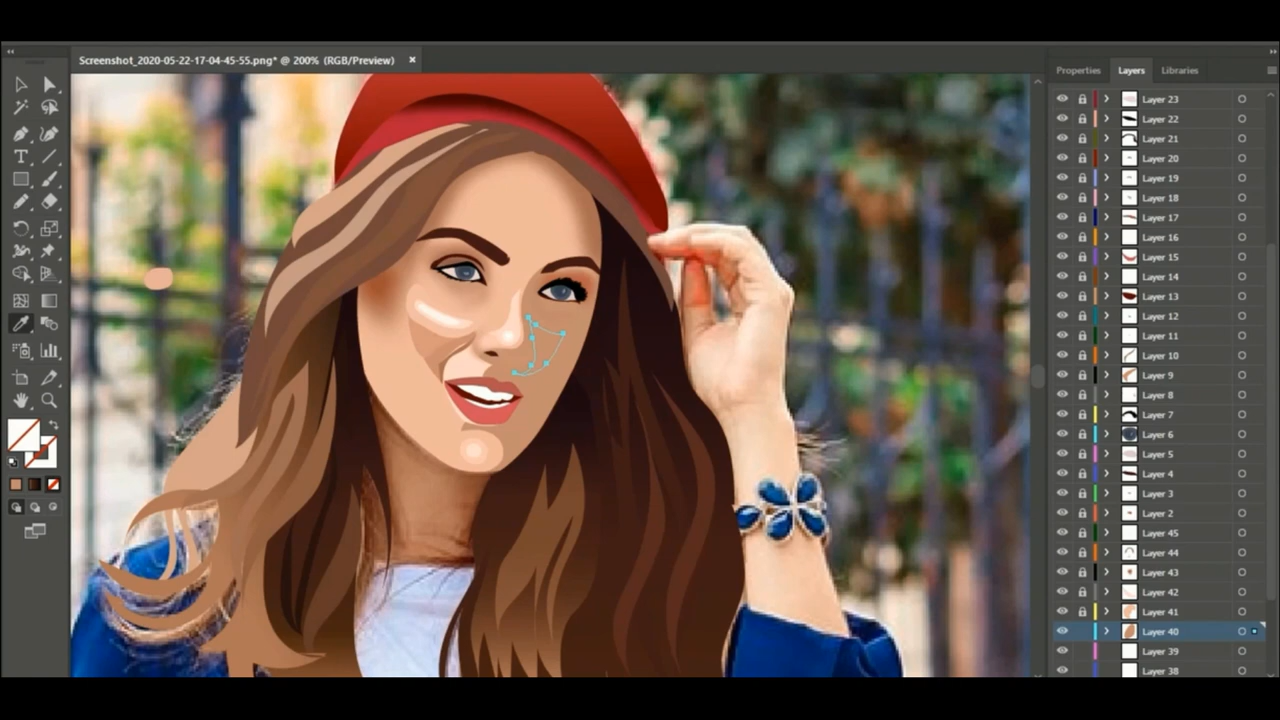 Screenshot_2020-05-22-17-04-45-55.png* @ 200% (RGB/Preview) ×
Properties Layers Libraries
Layer 23
Layer 22
Layer 21
Layer 20
Layer 19
Layer 18
Layer 17
Layer 16
Layer 15
Layer 14
Layer 13
Layer 12
Layer 11
Layer 10
Layer 9
Layer 8
Layer 7
Layer 6
Layer 5
Layer 4
Layer 3
Layer 2
Layer 45
Layer 44
Layer 43
Layer 42
Layer 41
Layer 40
Layer 39
Layer 38